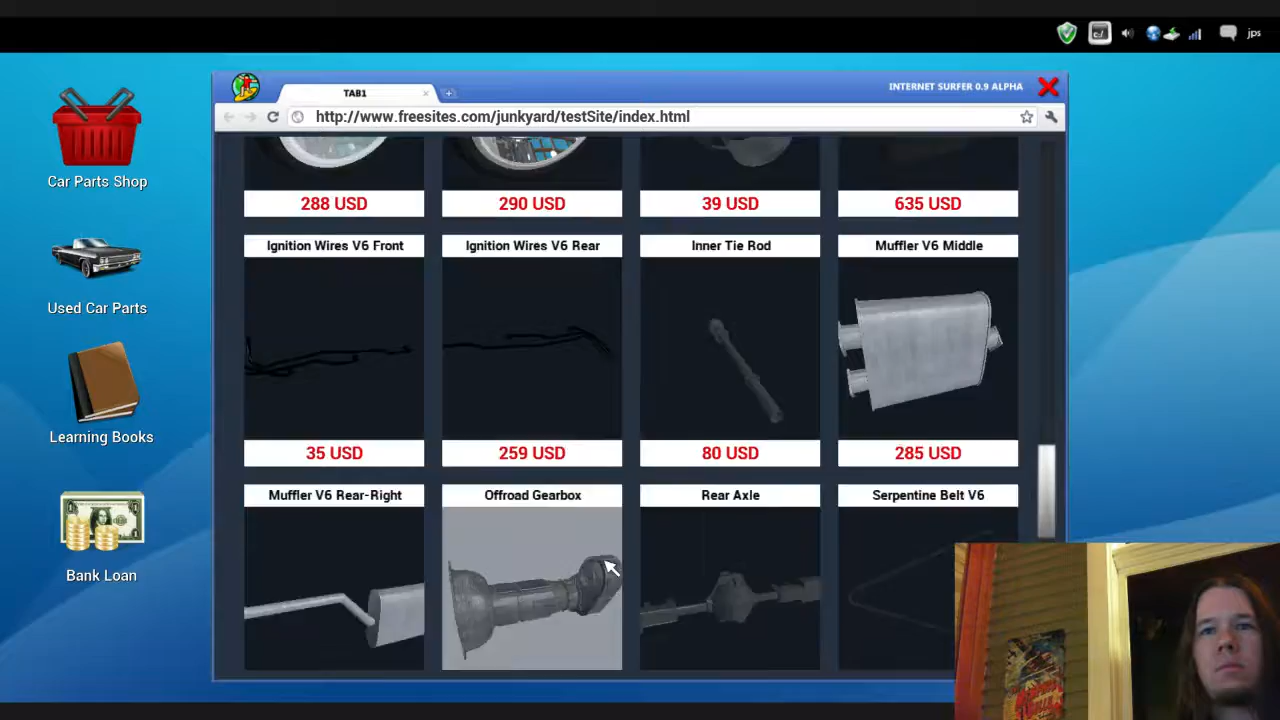 jps
TAB1
INTERNET SURFER 0.9 ALPHA
http://www.freesites.com/junkyard/testSite/index.html
Car Parts Shop
Used Car Parts
Learning Books
Bank Loan
288 USD
290 USD
39 USD
635 USD
Ignition Wires V6 Front
Ignition Wires V6 Rear
Inner Tie Rod
Muffler V6 Middle
35 USD
259 USD
80 USD
285 USD
Muffler V6 Rear-Right
Offroad Gearbox
Rear Axle
Serpentine Belt V6